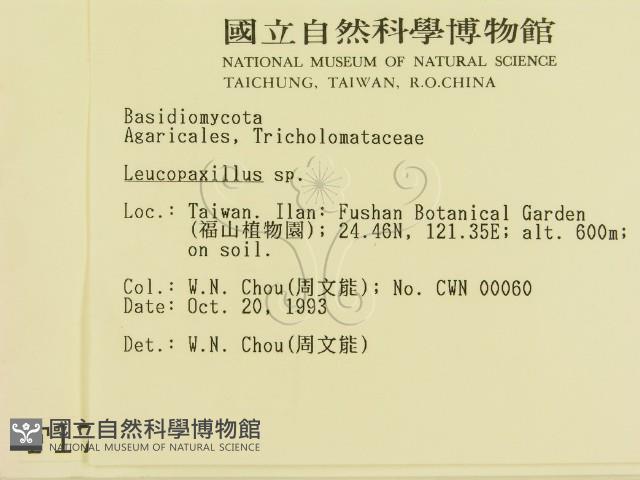 國立自然科學博物館
NATIONAL MUSEUM OF NATURAL SCIENCE
TAICHUNG, TAIWAN, R.O.CHINA
Basidiomycota
Agaricales, Tricholomataceae
Leucopaxillus sp.
Loc.: Taiwan. Ilan: Fushan Botanical Garden
(福山植物園); 24.46N, 121.35E; alt. 600m;
on soil.
Col.: W.N. Chou(周文能); No. CWN 00060
Date: Oct. 20, 1993
Det.: W.N. Chou(周文能)
國立自然科學博物館
NATIONAL MUSEUM OF NATURAL SCIENCE